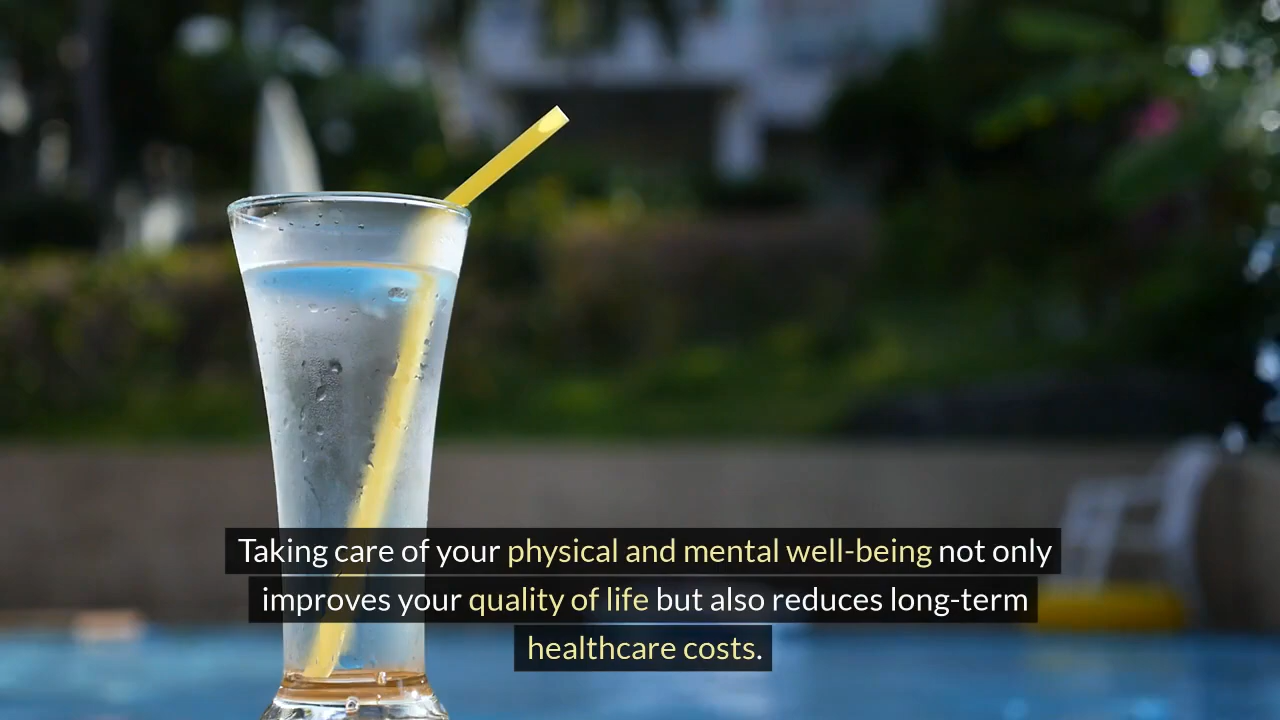 Taking care of your physical and mental well-being not only
improves your quality of life but also reduces long-term
healthcare costs.